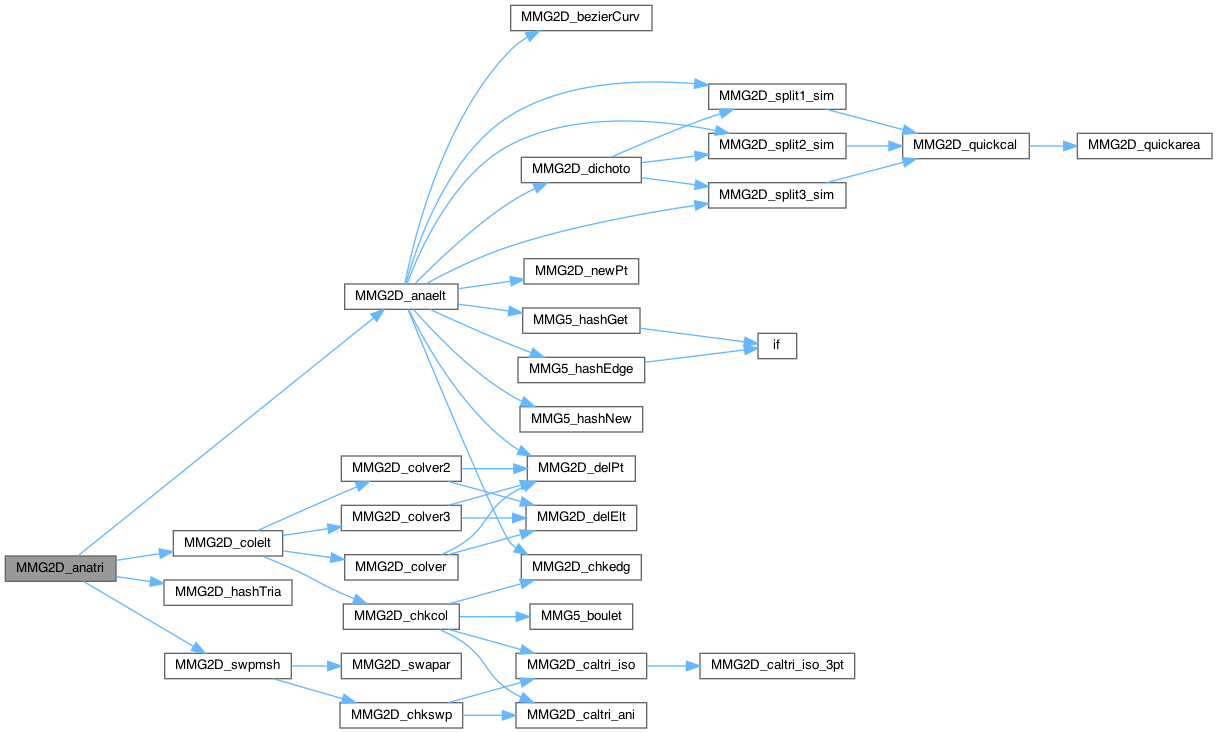 MMG2D_bezierCurv
MMG2D_split1_sim
MMG2D_split2_sim
MMG2D_quickcal
MMG2D_quickarea
MMG2D_dichoto
MMG2D_split3_sim
MMG2D_newPt
MMG2D_anaelt
MMG5_hashGet
if
MMG5_hashEdge
MMG5_hashNew
MMG2D_colver2
MMG2D_delPt
MMG2D_colver3
MMG2D_delElt
MMG2D_colelt
MMG2D_anatri
MMG2D_colver
MMG2D_chkedg
MMG2D_hashTria
MMG2D_chkcol
MMG5_boulet
MMG2D_swpmsh
MMG2D_swapar
MMG2D_caltri_iso
MMG2D_caltri_iso_3pt
MMG2D_chkswp
MMG2D_caltri_ani